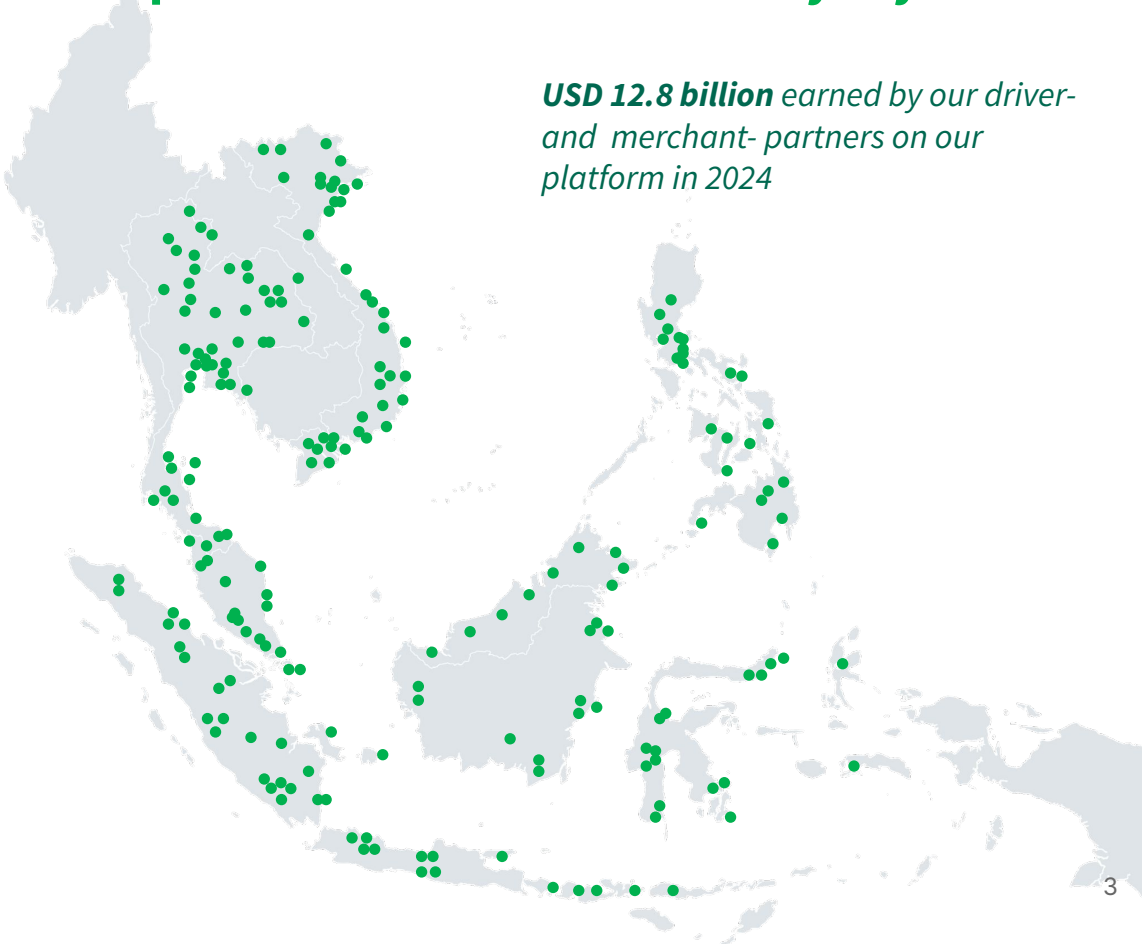 USD 12.8 billion earned by our driver-
and merchant- partners on our
platform in 2024
3